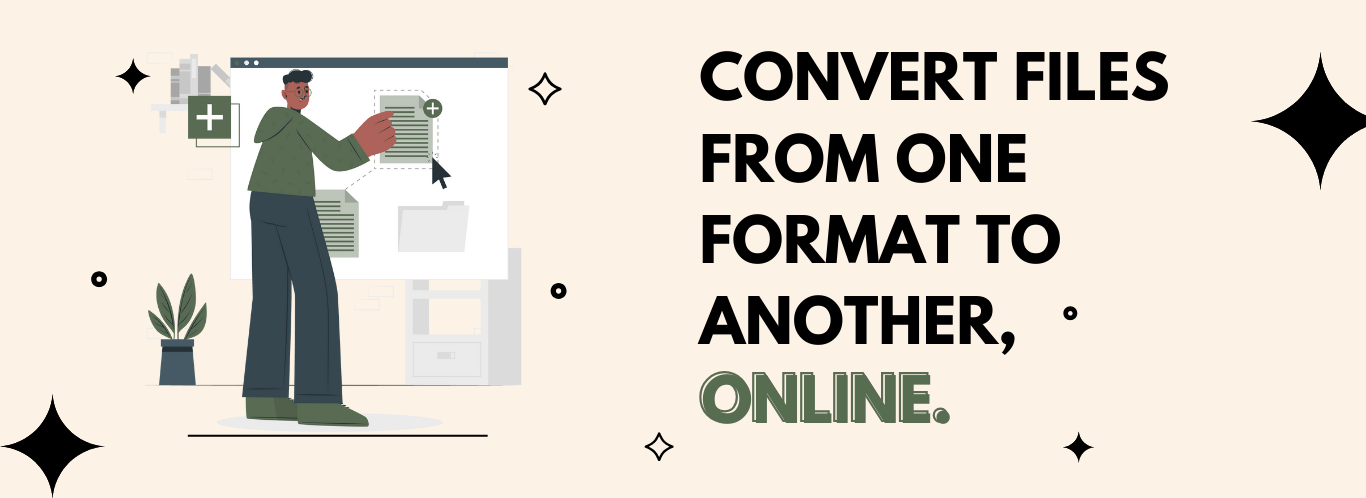 CONVERT FILES
FROM ONE
FORMAT TO
ANOTHER,
ONLINE.